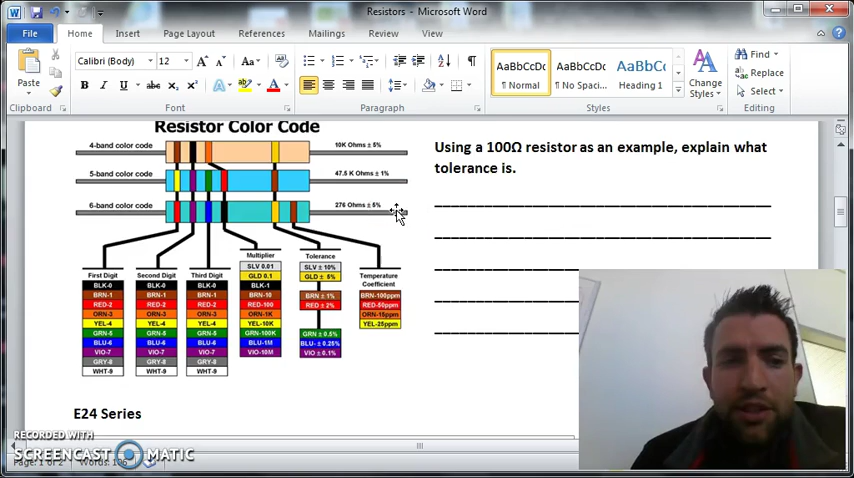 Resistors - Microsoft Word
File Home Insert Page Layout References Mailings Review View
Calibri (Body) 12
Paste
B I U abc X₂ X²
AaBbCcDc AaBbCcDc AaBbC
¶ Normal ¶ No Spaci... Heading 1
Change Styles
Find
Replace
Select
Clipboard Font Paragraph Styles Editing
Resistor Color Code
4-band color code 10K Ohms ± 5%
5-band color code 47.5 K Ohms ± 1%
6-band color code 276 Ohms ± 5%
First Digit
BLK-0
BRN-1
RED-2
ORN-3
YEL-4
GRN-5
BLU-6
VIO-7
GRY-8
WHT-9
Second Digit
BLK-0
BRN-1
RED-2
ORN-3
YEL-4
GRN-5
BLU-6
VIO-7
GRY-8
WHT-9
Third Digit
BLK-0
BRN-1
RED-2
ORN-3
YEL-4
GRN-5
BLU-6
VIO-7
GRY-8
WHT-9
Multiplier
SLV 0.01
GLD 0.1
BLK-1
BRN-10
RED-100
ORN-1K
YEL-10K
GRN-100K
BLU-1M
VIO-10M
Tolerance
SLV ± 10%
GLD ± 5%
BRN ± 1%
RED ± 2%
GRN ± 0.5%
BLU- ± 0.25%
VIO ± 0.1%
Temperature
Coefficient
BRN-100ppm
RED-50ppm
ORN-15ppm
YEL-25ppm
Using a 100Ω resistor as an example, explain what
tolerance is.
E24 Series
RECORDED WITH
SCREENCAST MATIC
Page: 1 of 2 Words: